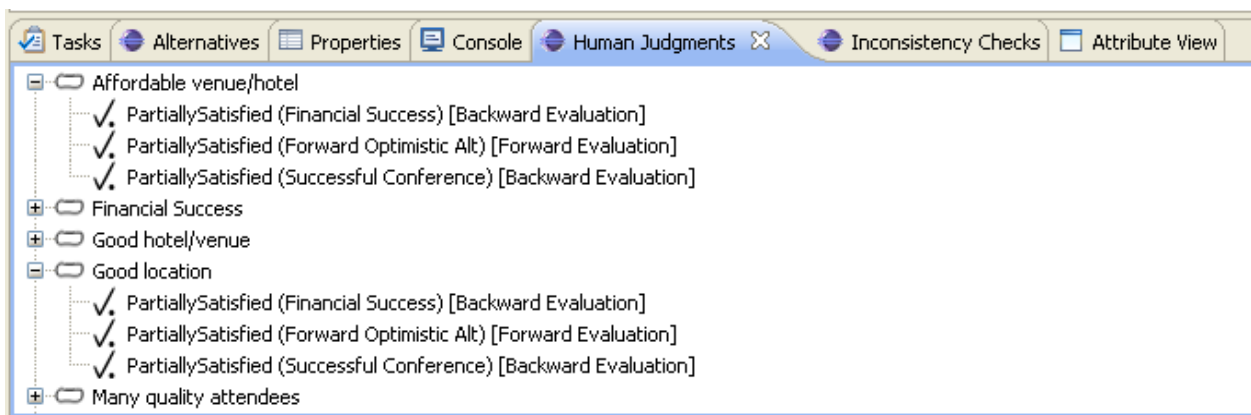 Tasks Alternatives Properties Console Human Judgments Inconsistency Checks Attribute View
Affordable venue/hotel
PartiallySatisfied (Financial Success) [Backward Evaluation]
PartiallySatisfied (Forward Optimistic Alt) [Forward Evaluation]
PartiallySatisfied (Successful Conference) [Backward Evaluation]
Financial Success
Good hotel/venue
Good location
PartiallySatisfied (Financial Success) [Backward Evaluation]
PartiallySatisfied (Forward Optimistic Alt) [Forward Evaluation]
PartiallySatisfied (Successful Conference) [Backward Evaluation]
Many quality attendees